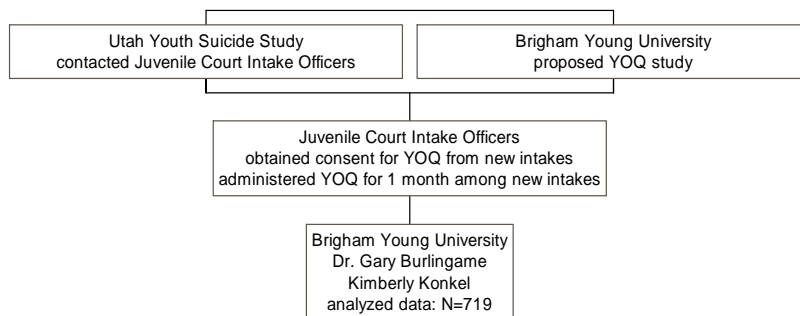 Utah Youth Suicide Study
contacted Juvenile Court Intake Officers
Brigham Young University
proposed YOQ study
Juvenile Court Intake Officers
obtained consent for YOQ from new intakes
administered YOQ for 1 month among new intakes
Brigham Young University
Dr. Gary Burlingame
Kimberly Konkel
analyzed data: N=719